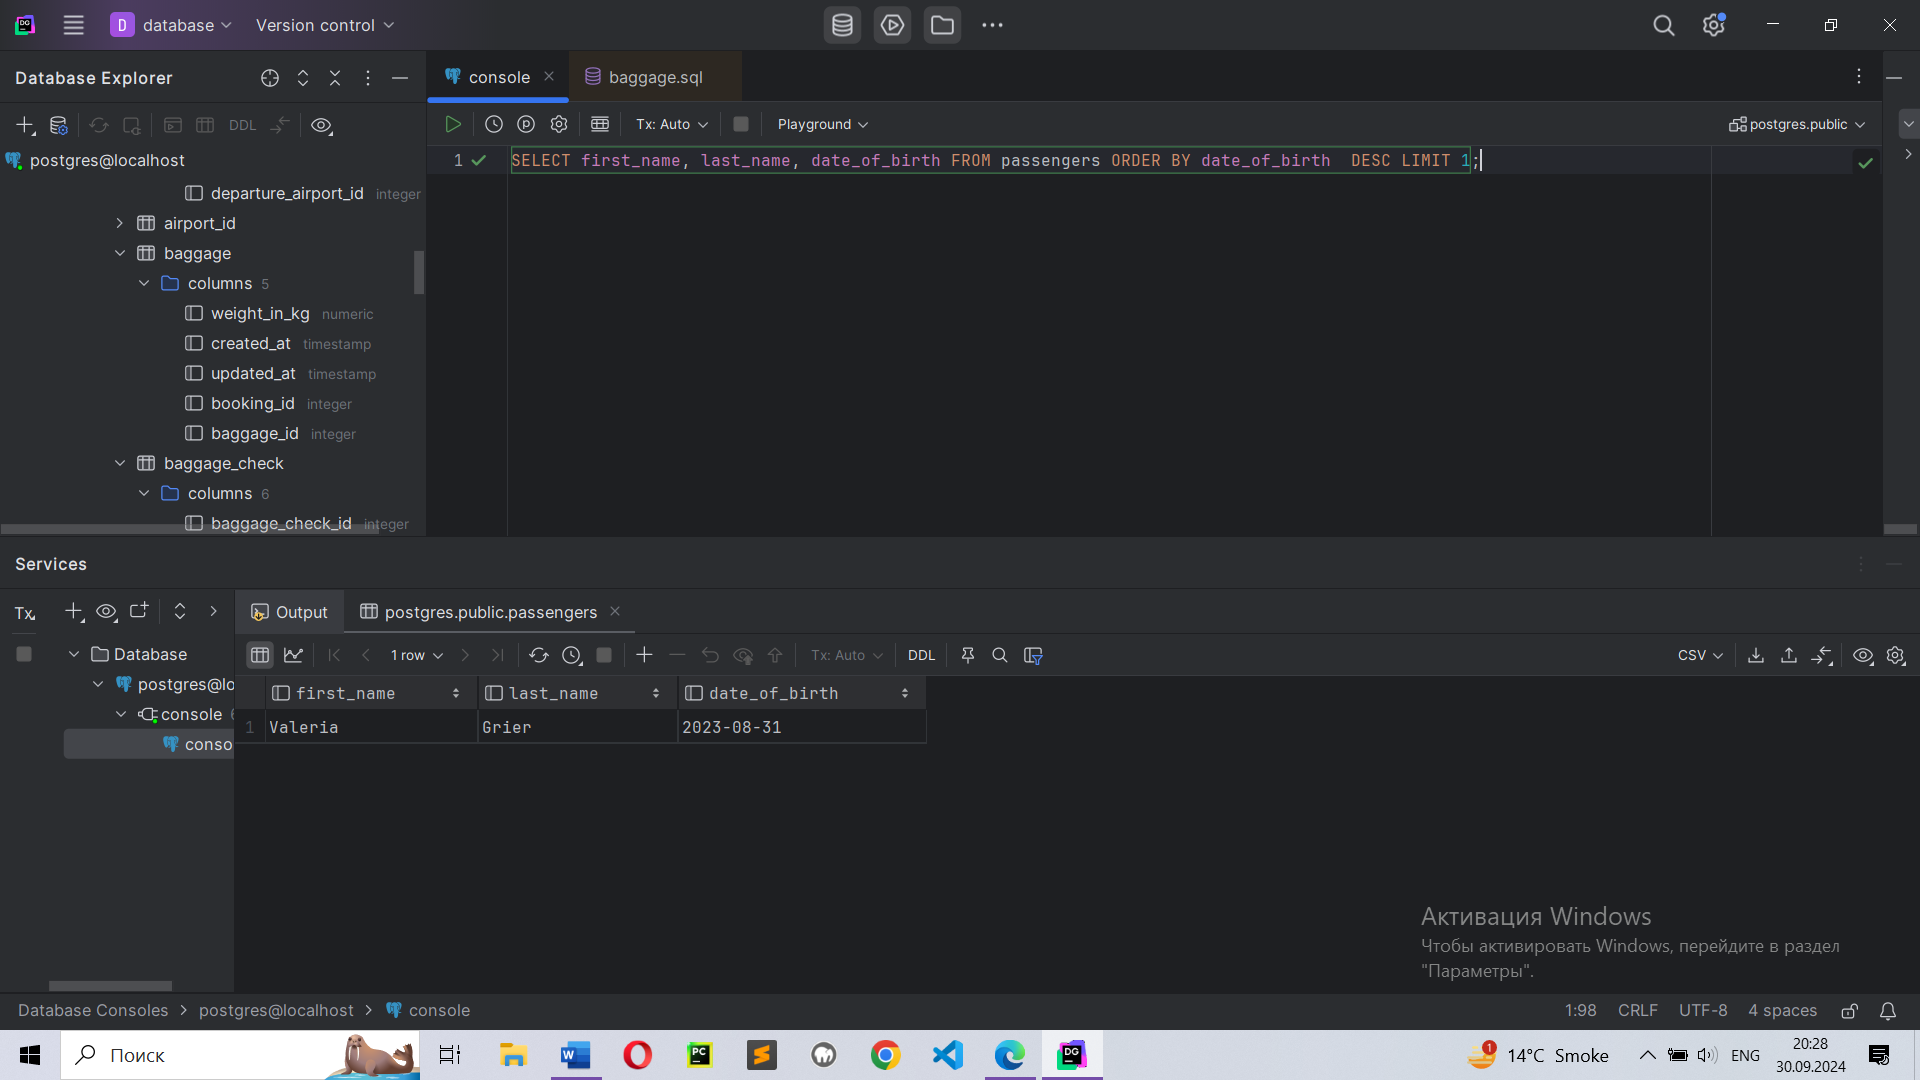 D database Version control
Database Explorer
console
baggage.sql
DDL
Tx: Auto
Playground
postgres.public
postgres@localhost
1 SELECT first_name, last_name, date_of_birth FROM passengers ORDER BY date_of_birth  DESC LIMIT 1;
departure_airport_id integer
airport_id
baggage
columns 5
weight_in_kg numeric
created_at timestamp
updated_at timestamp
booking_id integer
baggage_id integer
baggage_check
columns 6
baggage_check_id integer
Services
Tx
Output
postgres.public.passengers
Database
postgres@lo
console
conso
1 row
Tx: Auto
DDL
CSV
first_name last_name date_of_birth
1 Valeria Grier 2023-08-31
Активация Windows
Чтобы активировать Windows, перейдите в раздел
"Параметры".
Database Consoles > postgres@localhost > console
1:98 CRLF UTF-8 4 spaces
Поиск
1 14°C Smoke
ENG
20:28
30.09.2024